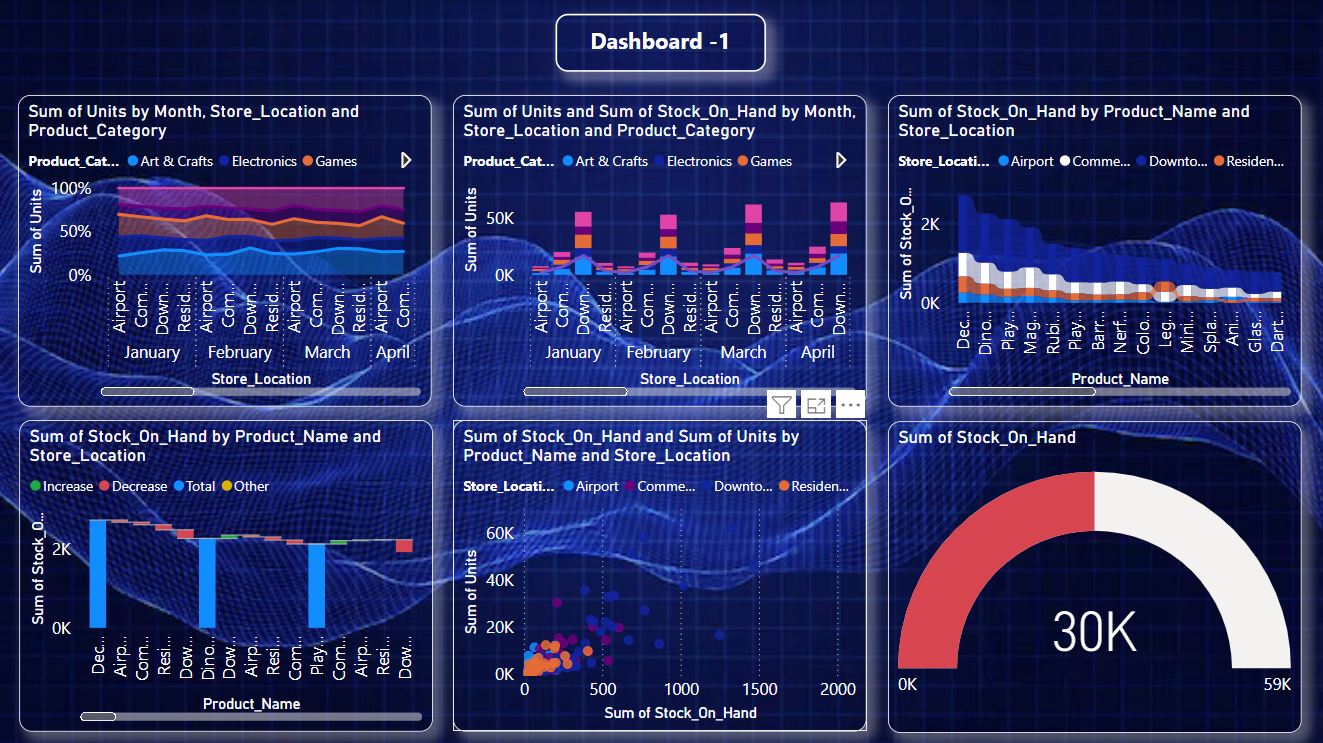 Dashboard -1
Sum of Units by Month, Store_Location and
Product_Category
Product_Cat... Art & Crafts Electronics Games
Sum of Units
100%
50%
0%
Airport Com... Down... Resid... Airport Com... Down... Resid... Airport Com... Down... Resid... Airport Com...
January February March April
Store_Location
Sum of Units and Sum of Stock_On_Hand by Month,
Store_Location and Product_Category
Product_Cat... Art & Crafts Electronics Games
Sum of Units
50K
0K
Airport Com... Down... Resid... Airport Com... Down... Resid... Airport Com... Down... Resid... Airport Com... Down...
January February March April
Store_Location
Sum of Stock_On_Hand by Product_Name and
Store_Location
Store_Locati... Airport Comme... Downto... Residen...
Sum of Stock_O...
2K
0K
Dec... Dino... Play... Mag... Rubi... Play... Barr... Nerf... Colo... Leg... Mini... Spla... Ani... Glas... Dart...
Product_Name
Sum of Stock_On_Hand by Product_Name and
Store_Location
Increase Decrease Total Other
Sum of Stock_O...
2K
0K
Dec... Airp... Com... Resi... Dow... Dino... Dow... Airp... Resi... Com... Play... Com... Airp... Resi... Dow...
Product_Name
Sum of Stock_On_Hand and Sum of Units by
Product_Name and Store_Location
Store_Locati... Airport Comme... Downto... Residen...
Sum of Units
60K
40K
20K
0K
0 500 1000 1500 2000
Sum of Stock_On_Hand
Sum of Stock_On_Hand
30K
0K 59K